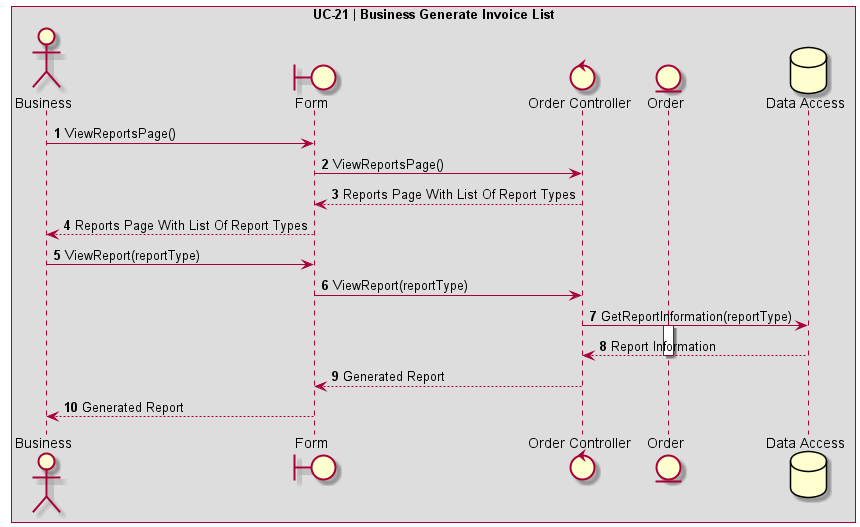 UC-21 | Business Generate Invoice List
Business Form Order Controller Order Data Access
1 ViewReportsPage()
2 ViewReportsPage()
3 Reports Page With List Of Report Types
4 Reports Page With List Of Report Types
5 ViewReport(reportType)
6 ViewReport(reportType)
7 GetReportInformation(reportType)
8 Report Information
9 Generated Report
10 Generated Report
Business Form Order Controller Order Data Access